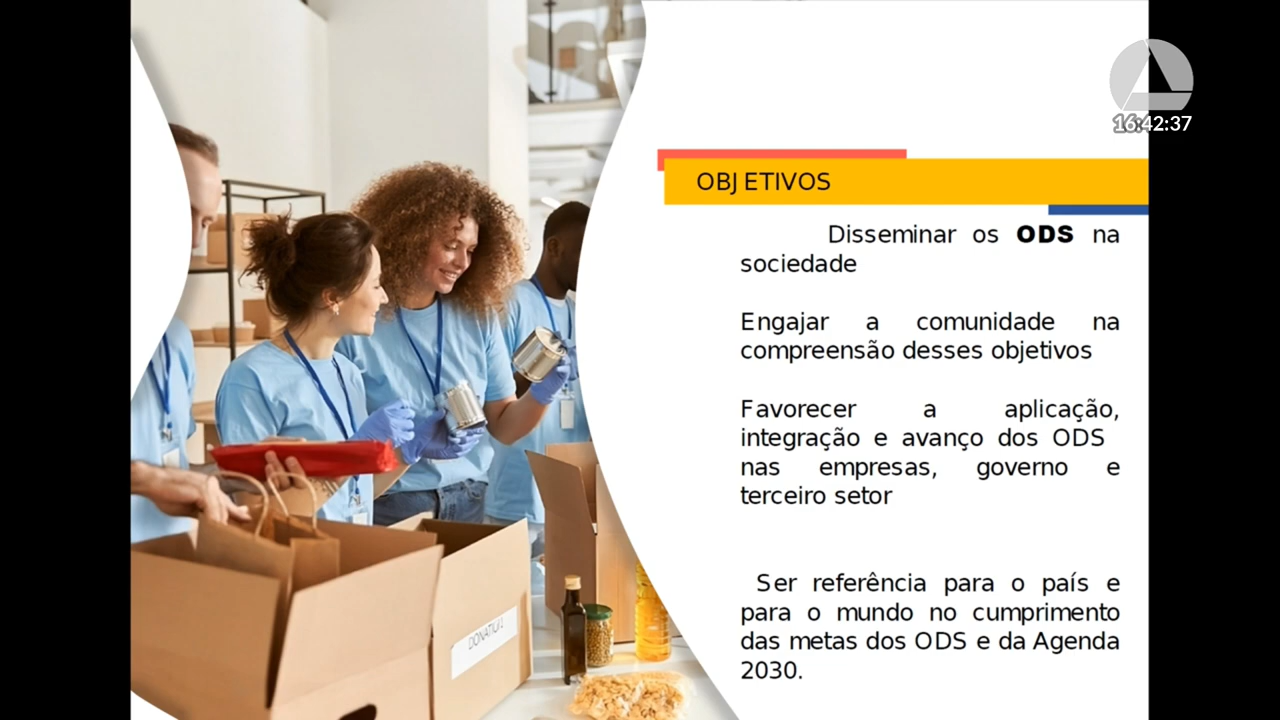 16:42:37
OBJETIVOS
Disseminar os ODS na
sociedade
Engajar a comunidade na
compreensão desses objetivos
Favorecer a aplicação,
integração e avanço dos ODS
nas empresas, governo e
terceiro setor
Ser referência para o país e
para o mundo no cumprimento
das metas dos ODS e da Agenda
2030.